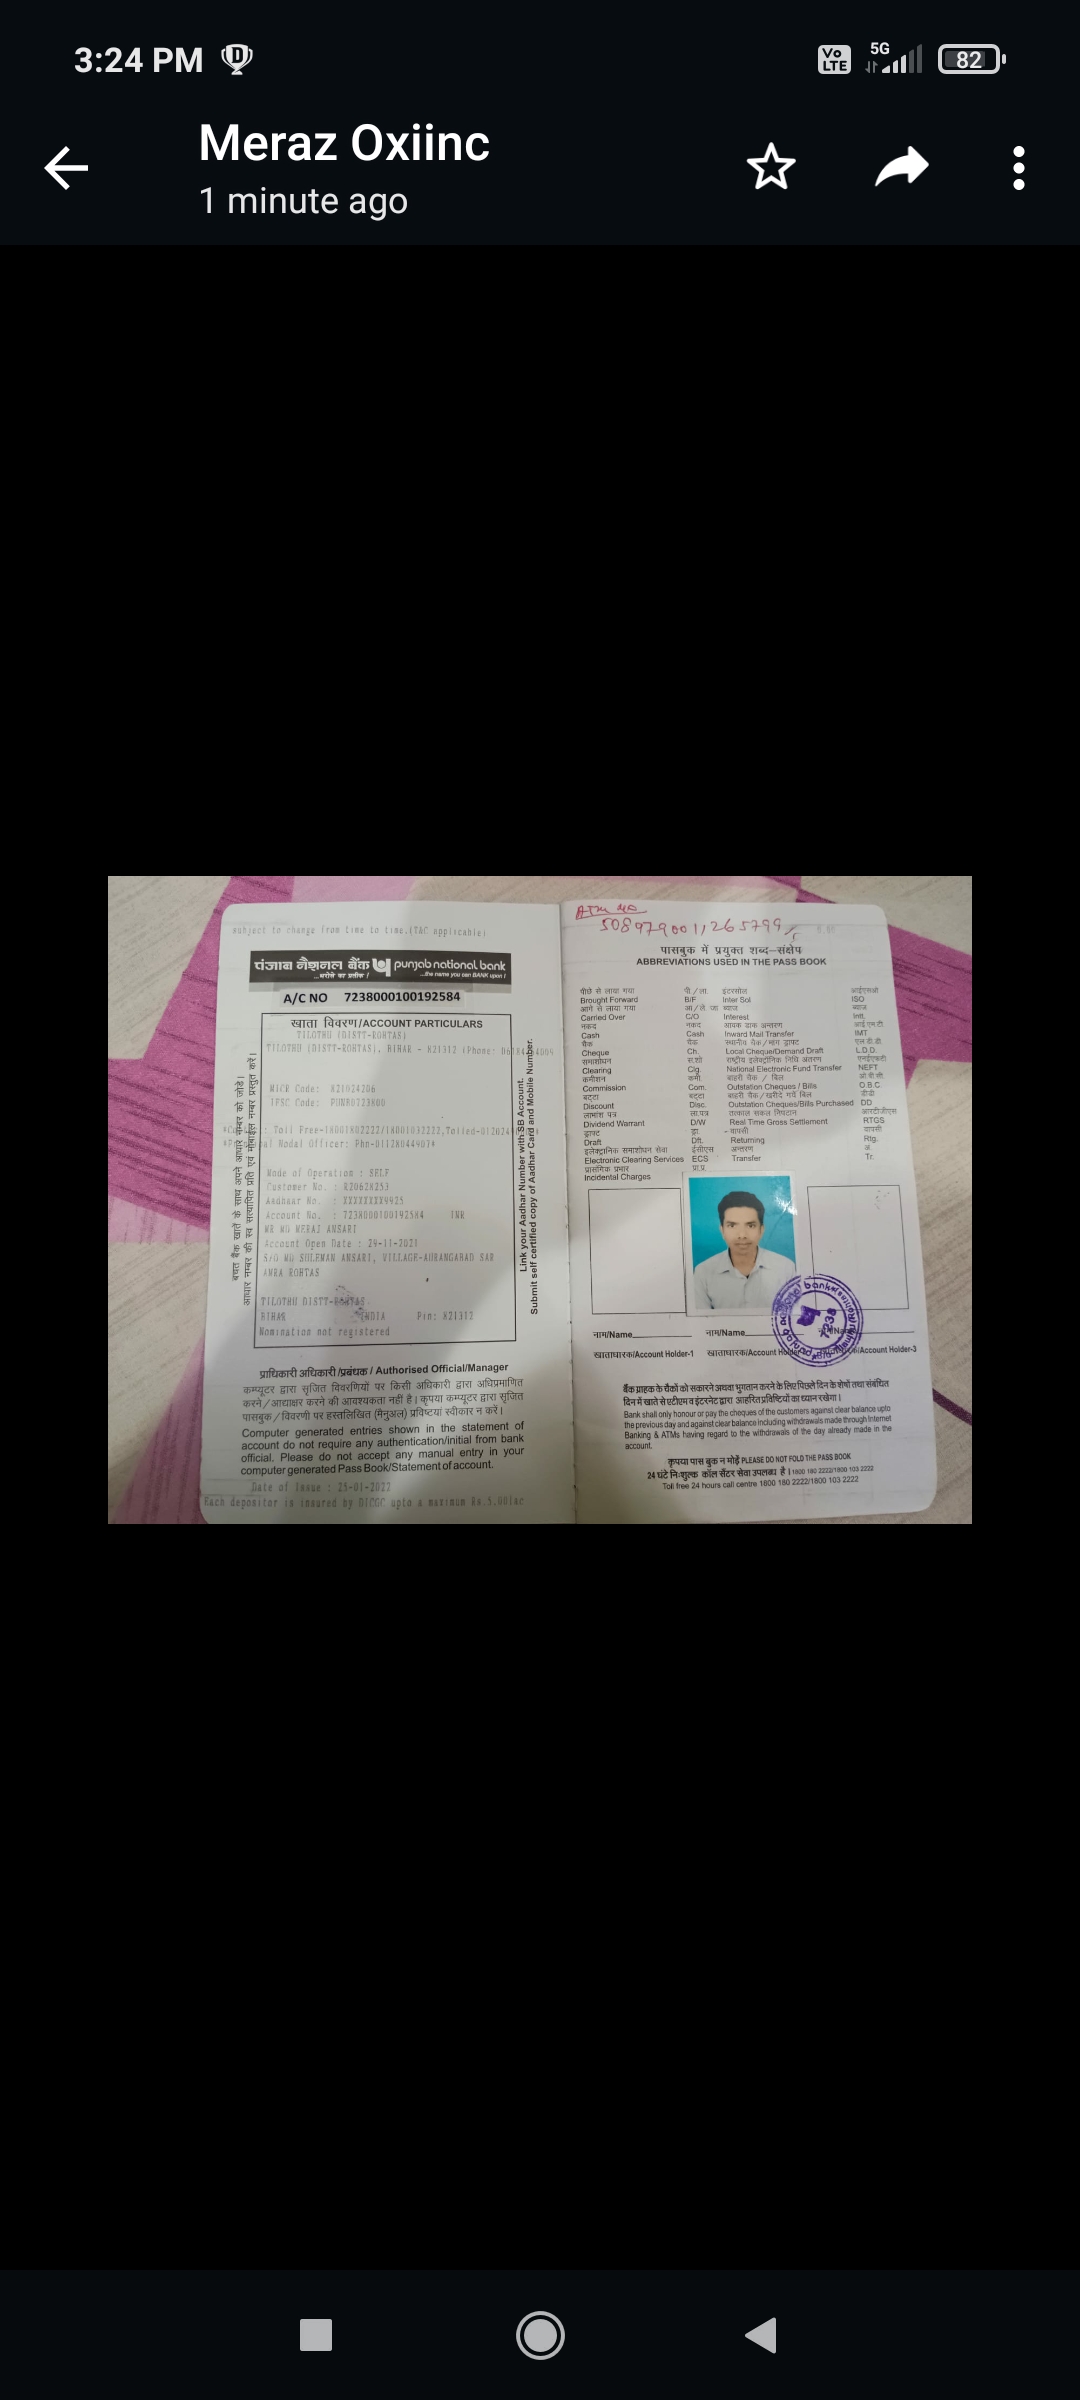 3:24 PM
Vo LTE 5G 82
Meraz Oxiinc
1 minute ago
subject to change from time to time.(T&C applicable)
पंजाब नैशनल बैंक punjab national bank
...भरोसे का प्रतीक ! ...the name you can BANK upon !
A/C NO 7238000100192584
खाता विवरण/ACCOUNT PARTICULARS
TILOTHU (DISTT-ROHTAS)
TILOTHU (DISTT-ROHTAS), BIHAR - 821312 (Phone:
MICR Code: 821024206
IFSC Code: PUNB0723800
Toll Free-18001802222/18001032222,Tolled-
Nodal Officer: Phn-
Mode of Operation : SELF
Customer No. : R20628253
Aadhaar No. : XXXXXXXX9925
Account No. : 7238000100192584 INR
MR MD MERAJ ANSARI
Account Open Date : 29-11-2021
S/O MD SULEMAN ANSARI, VILLAGE-AURANGABAD SAR
AMRA ROHTAS
TILOTHU DISTT-ROHTAS
BIHAR INDIA Pin: 821312
Nomination not registered
बचत बैंक खातों के साथ अपने आधार नम्बर को जोड़ें।
आधार नम्बर की स्व सत्यापित प्रति एवं मोबाईल नम्बर प्रस्तुत करें।
Link your Aadhar Number with SB Account.
Submit self certified copy of Aadhar Card and Mobile Number.
प्राधिकारी अधिकारी/प्रबंधक / Authorised Official/Manager
कम्प्यूटर द्वारा सृजित विवरणियों पर किसी अधिकारी द्वारा अधिप्रमाणित
करने/आद्याक्षर करने की आवश्यकता नहीं है। कृपया कम्प्यूटर द्वारा सृजित
पासबुक/विवरणी पर हस्तलिखित (मैनुअल) प्रविष्टियां स्वीकार न करें।
Computer generated entries shown in the statement of
account do not require any authentication/initial from bank
official. Please do not accept any manual entry in your
computer generated Pass Book/Statement of account.
Date of Issue : 25-01-2022
Each depositor is insured by DICGC upto a maximum Rs.5.00lac
ATM no
5089790011265799
पासबुक में प्रयुक्त शब्द-संक्षेप
ABBREVIATIONS USED IN THE PASS BOOK
पीछे से लाया गया पी/ला. इंटरसोल आईएसओ
Brought Forward B/F Inter Sol ISO
आगे से लाया गया ब्याज ब्याज
Carried Over C/O Interest Intt.
नकद नकद आवक डाक अन्तरण आई एम टी
Cash Cash Inward Mail Transfer IMT
चैक चैक स्थानीय चैक/मांग ड्राफ्ट एल डी डी
Cheque Ch Local Cheque/Demand Draft L.D.D.
समाशोधन स.शो राष्ट्रीय इलेक्ट्रॉनिक निधि अंतरण एनईएफटी
Clearing Clg. National Electronic Fund Transfer NEFT
कमीशन कमी. बाहरी चैक / बिल ओ.बी.सी.
Commission Com. Outstation Cheques / Bills O.B.C
बट्टा बट्टा बाहरी चैक/खरीदे गये बिल डीडी
Discount Disc. Outstation Cheques/Bills Purchased DD
लाभांश पत्र ला.पत्र तत्काल सकल निपटान आरटीजीएस
Dividend Warrant D/W Real Time Gross Settlement RTGS
ड्राफ्ट ड्रा. वापसी वापसी
Draft Dft. Returning Rtg.
इलेक्ट्रानिक समाशोधन सेवा ईसीएस अन्तरण अ.
Electronic Clearing Services ECS Transfer Tr.
प्रासंगिक प्रभार प्रा.प्र
Incidental Charges
नाम/Name नाम/Name
खाताधारक/Account Holder-1 खाताधारक/Account Holder Account Holder-3
punjab national bank 7238
बैंक ग्राहक के चैकों को सकारने अथवा भुगतान करने के लिए पिछले दिन के शेषों तथा संबंधित
दिन में खाते से एटीएम व इंटरनेट द्वारा आहरित प्रविष्टियों का ध्यान रखेगा।
Bank shall only honour or pay the cheques of the customers against clear balance upto
the previous day and against clear balance including withdrawals made through Internet
Banking & ATMs having regard to the withdrawals of the day already made in the
account.
कृपया पास बुक न मोड़ें PLEASE DO NOT FOLD THE PASS BOOK
24 घंटे निःशुल्क कॉल सैंटर सेवा उपलब्ध है। 1800 180 2222/1800 103 2222
Toll free 24 hours call centre 1800 180 2222/1800 103 2222